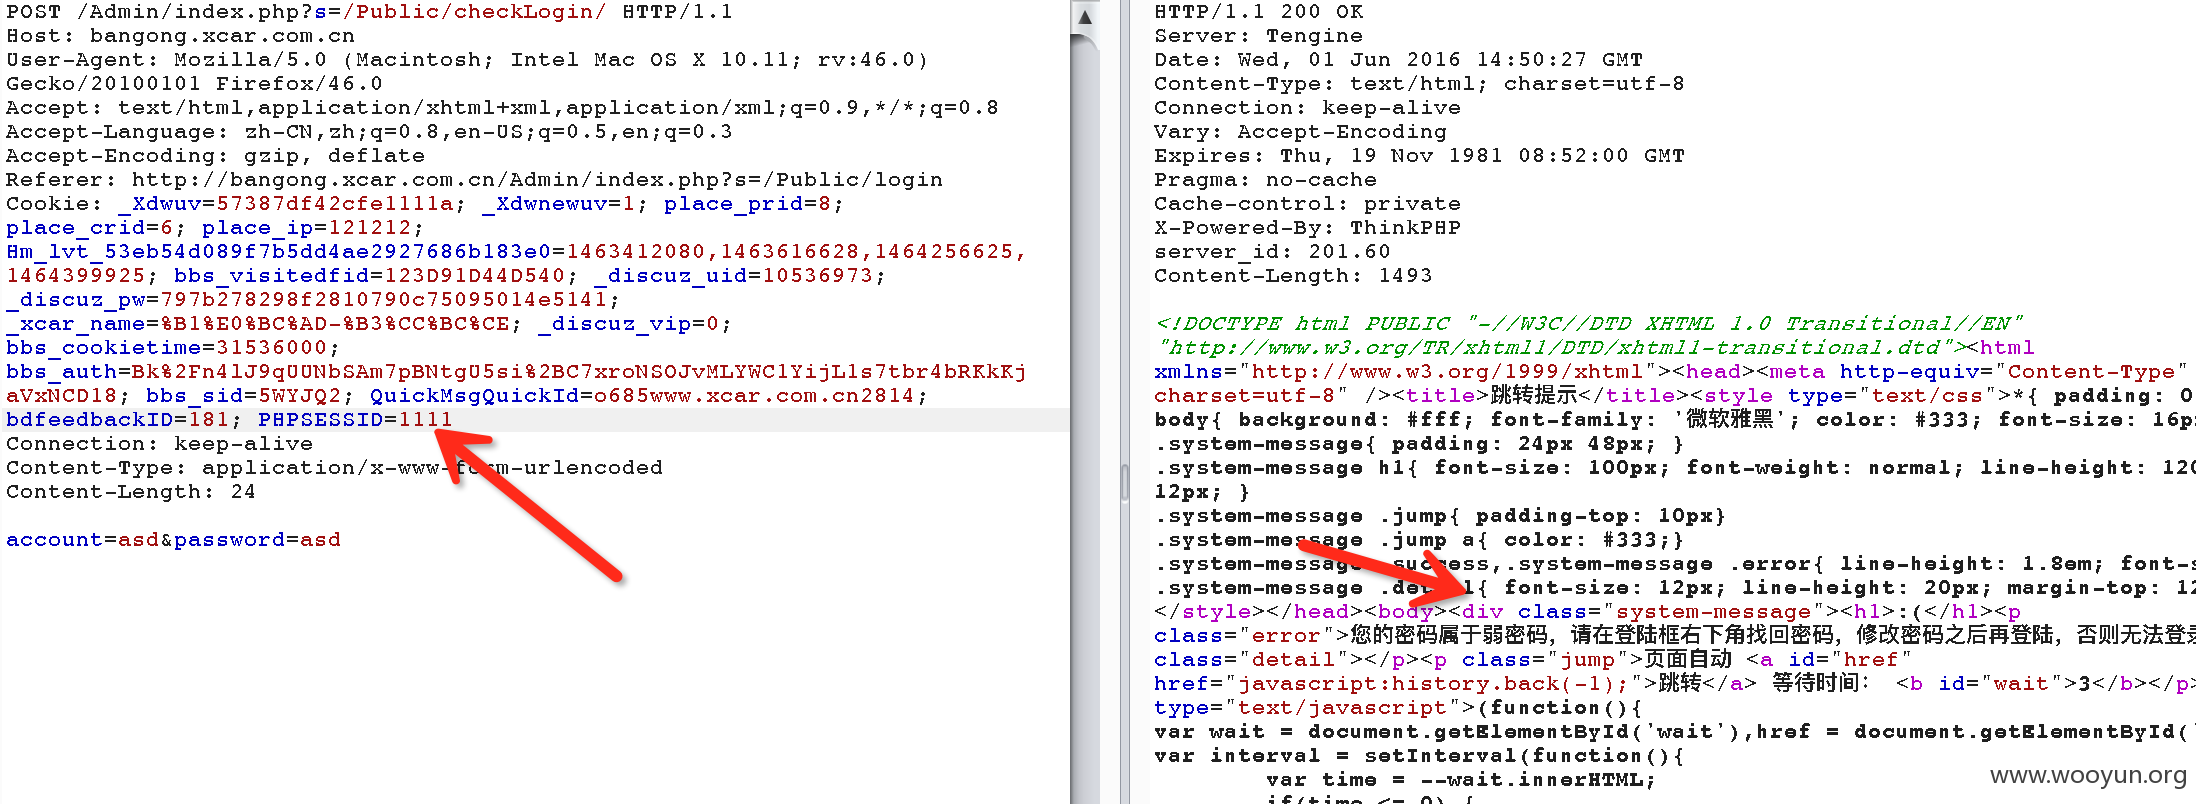 POST /Admin/index.php?s=/Public/checkLogin/ HTTP/1.1
Host: bangong.xcar.com.cn
User-Agent: Mozilla/5.0 (Macintosh; Intel Mac OS X 10.11; rv:46.0)
Gecko/20100101 Firefox/46.0
Accept: text/html,application/xhtml+xml,application/xml;q=0.9,*/*;q=0.8
Accept-Language: zh-CN,zh;q=0.8,en-US;q=0.5,en;q=0.3
Accept-Encoding: gzip, deflate
Referer: http://bangong.xcar.com.cn/Admin/index.php?s=/Public/login
Cookie: _Xdwuv=57387df42cfe1111a; _Xdwnewuv=1; place_prid=8;
place_crid=6; place_ip=121212;
Hm_lvt_53eb54d089f7b5dd4ae2927686b183e0=1463412080,1463616628,1464256625,
1464399925; bbs_visitedfid=123D91D44D540; _discuz_uid=10536973;
_discuz_pw=797b278298f2810790c75095014e5141;
_xcar_name=%B1%E0%BC%AD-%B3%CC%BC%CE; _discuz_vip=0;
bbs_cookietime=31536000;
bbs_auth=Bk%2Fn4lJ9qUUNbSAm7pBNtgU5si%2BC7xroNSOJvMLYWC1YijL1s7tbr4bRKkKj
aVxNCD18; bbs_sid=5WYJQ2; QuickMsgQuickId=o685www.xcar.com.cn2814;
bdfeedbackID=181; PHPSESSID=1111
Connection: keep-alive
Content-Type: application/x-www-form-urlencoded
Content-Length: 24
account=asd&password=asd
HTTP/1.1 200 OK
Server: Tengine
Date: Wed, 01 Jun 2016 14:50:27 GMT
Content-Type: text/html; charset=utf-8
Connection: keep-alive
Vary: Accept-Encoding
Expires: Thu, 19 Nov 1981 08:52:00 GMT
Pragma: no-cache
Cache-control: private
X-Powered-By: ThinkPHP
server_id: 201.60
Content-Length: 1493
<!DOCTYPE html PUBLIC "-//W3C//DTD XHTML 1.0 Transitional//EN"
"http://www.w3.org/TR/xhtml1/DTD/xhtml1-transitional.dtd"><html
xmlns="http://www.w3.org/1999/xhtml"><head><meta http-equiv="Content-Type"
charset=utf-8" /><title>跳转提示</title><style type="text/css">*{ padding: 0
body{ background: #fff; font-family: '微软雅黑'; color: #333; font-size: 16p
.system-message{ padding: 24px 48px; }
.system-message h1{ font-size: 100px; font-weight: normal; line-height: 120
12px; }
.system-message .jump{ padding-top: 10px}
.system-message .jump a{ color: #333;}
.system-message .success,.system-message .error{ line-height: 1.8em; font-s
.system-message .detail{ font-size: 12px; line-height: 20px; margin-top: 12
</style></head><body><div class="system-message"><h1>:(</h1><p
class="error">您的密码属于弱密码，请在登陆框右下角找回密码，修改密码之后再登陆，否则无法登录
class="detail"></p><p class="jump">页面自动 <a id="href"
href="javascript:history.back(-1);">跳转</a> 等待时间： <b id="wait">3</b></p>
type="text/javascript">(function(){
var wait = document.getElementById('wait'),href = document.getElementById('
var interval = setInterval(function(){
var time = --wait.innerHTML;
if(time <= 0) {
www.wooyun.org